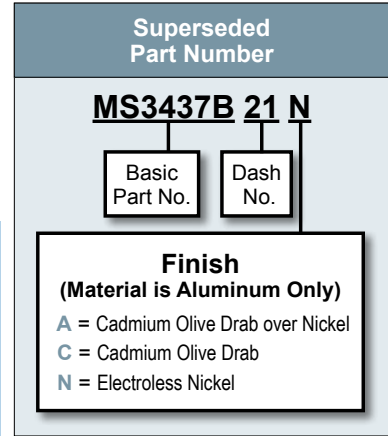 Superseded
Part Number
MS3437B 21 N
Basic
Part No.
Dash
No.
Finish
(Material is Aluminum Only)
A = Cadmium Olive Drab over Nickel
C = Cadmium Olive Drab
N = Electroless Nickel